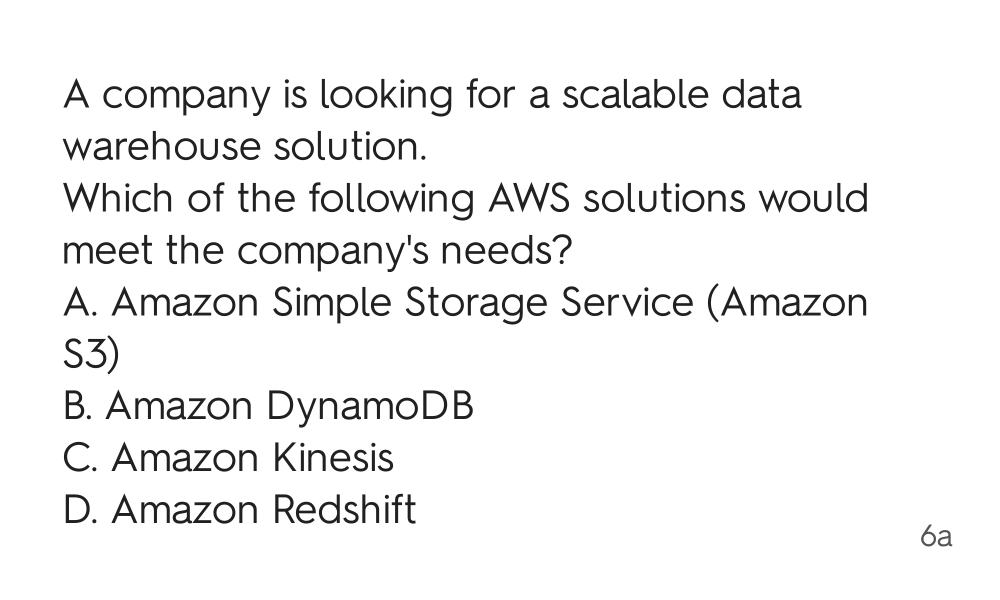 A company is looking for a scalable data
warehouse solution.
Which of the following AWS solutions would
meet the company's needs?
A. Amazon Simple Storage Service (Amazon
S3)
B. Amazon DynamoDB
C. Amazon Kinesis
D. Amazon Redshift
6a